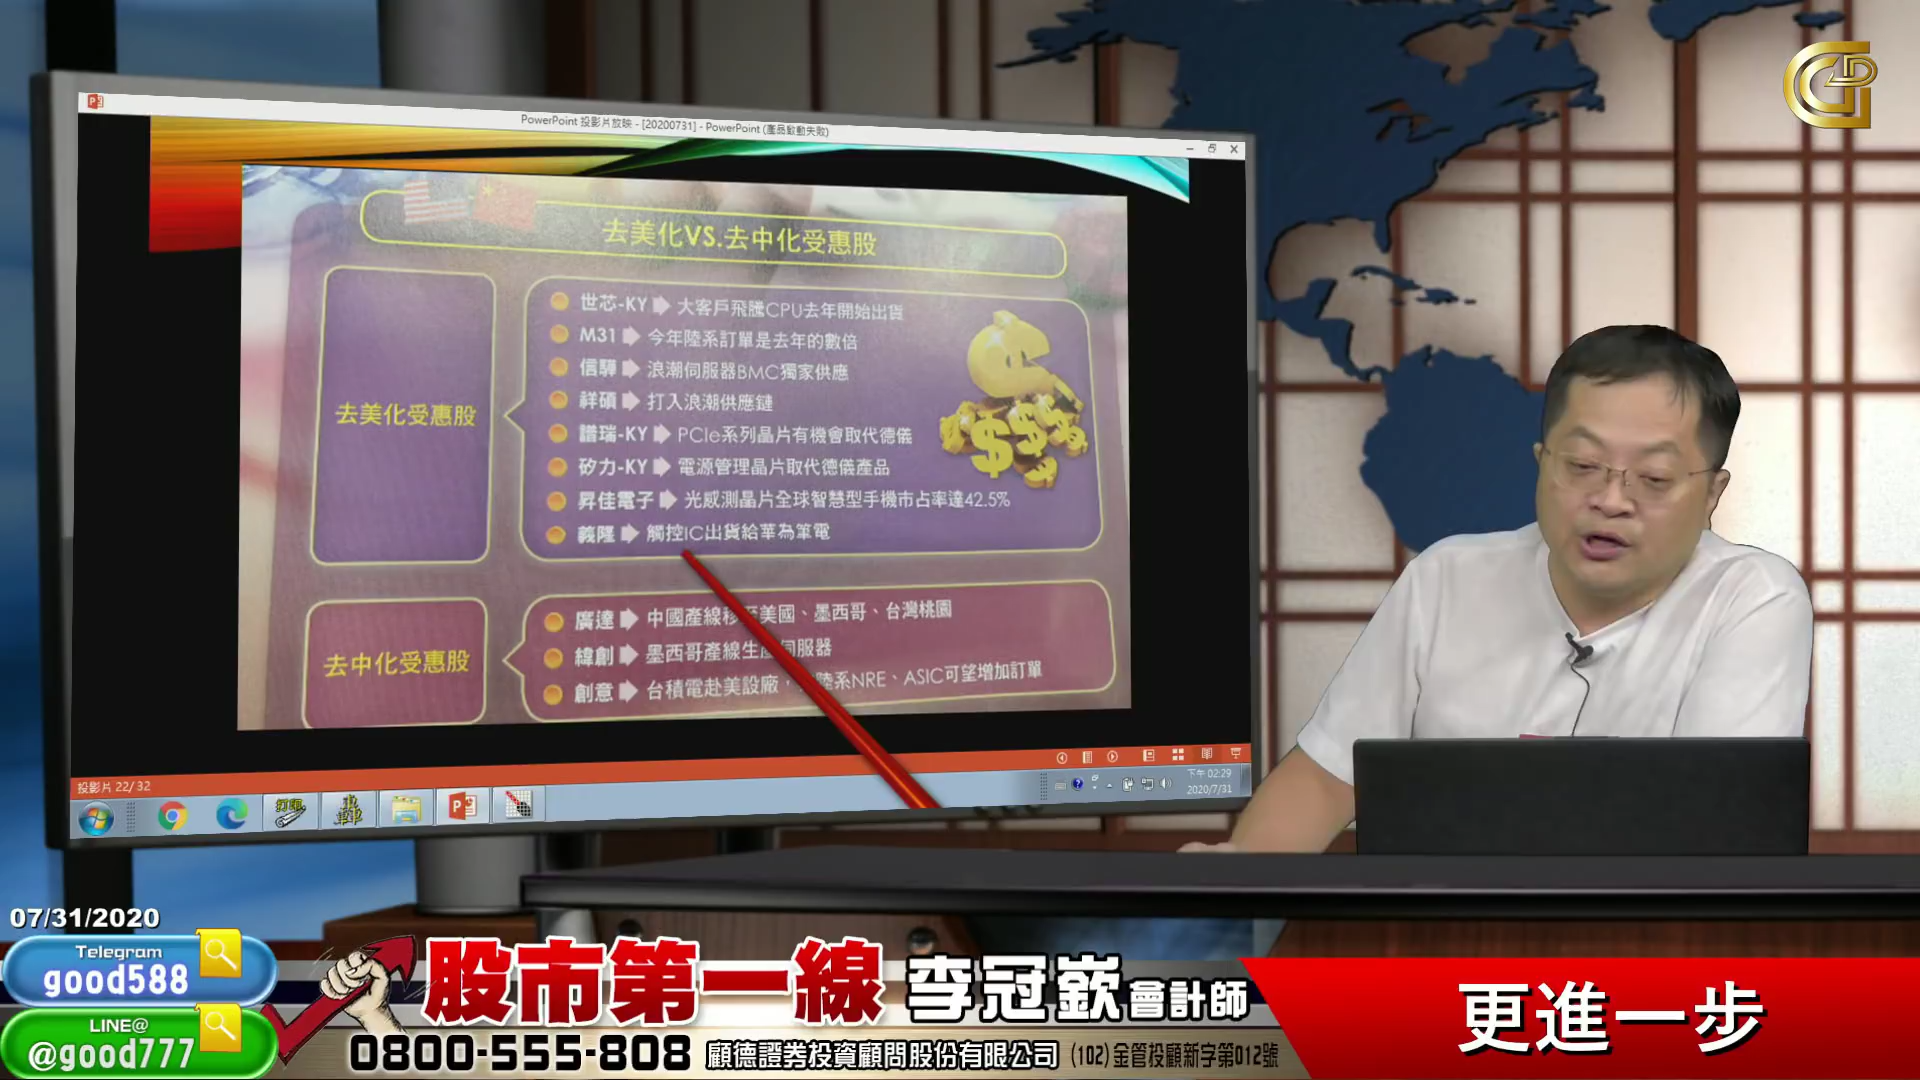 PowerPoint 投影片放映 - [20200731] - PowerPoint (產品啟動失敗)
去美化VS.去中化受惠股
去美化受惠股
世芯-KY 大客戶飛騰CPU去年開始出貨
M31 今年陸系訂單是去年的數倍
信驊 浪潮伺服器BMC獨家供應
祥碩 打入浪潮供應鏈
譜瑞-KY PCIe系列晶片有機會取代德儀
矽力-KY 電源管理晶片取代德儀產品
昇佳電子 光感測晶片全球智慧型手機市占率達42.5%
義隆 觸控IC出貨給華為筆電
去中化受惠股
廣達 中國產線移至美國、墨西哥、台灣桃園
緯創 墨西哥產線生產伺服器
創意 台積電赴美設廠，陸系NRE、ASIC可望增加訂單
投影片 22/32
下午 02:29
2020/7/31
07/31/2020
Telegram
good588
LINE@
@good777
股市第一線 李冠嶔會計師
0800-555-808 顧德證券投資顧問股份有限公司 (102)金管投顧新字第012號
更進一步